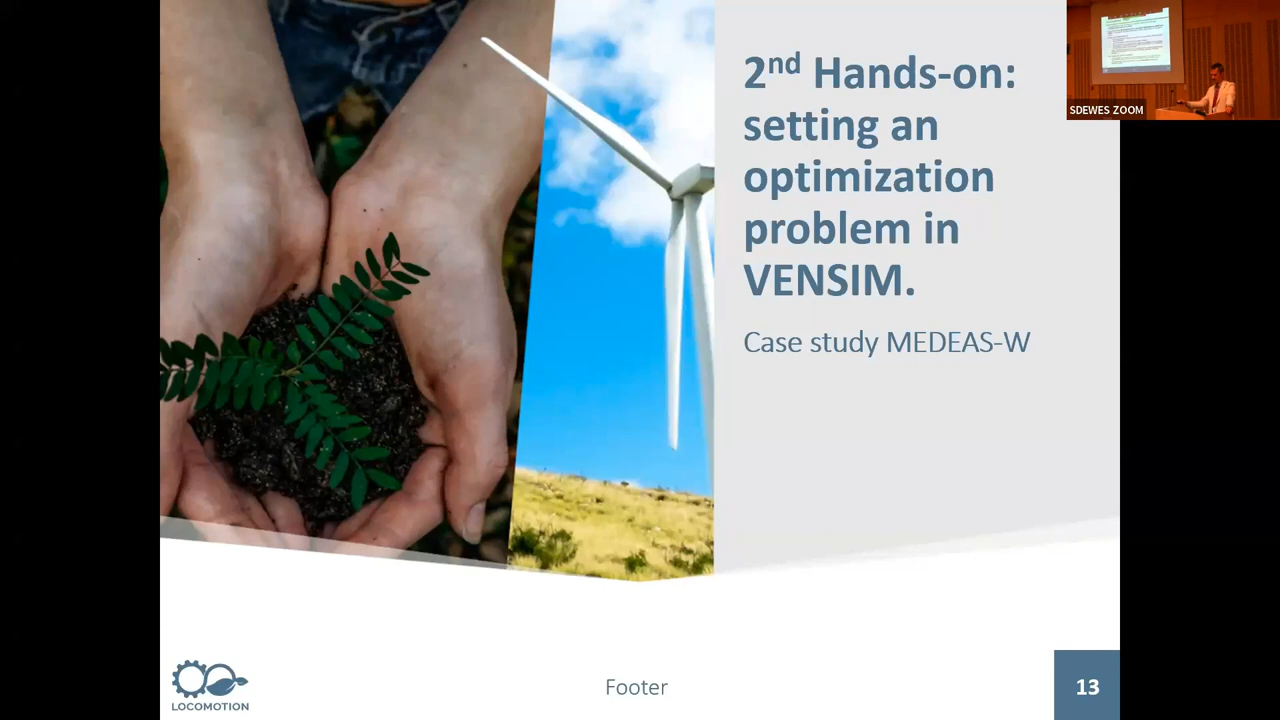 2nd Hands-on:
setting an
optimization
problem in
VENSIM.
Case study MEDEAS-W
SDEWES ZOOM
LOCOMOTION
Footer
13